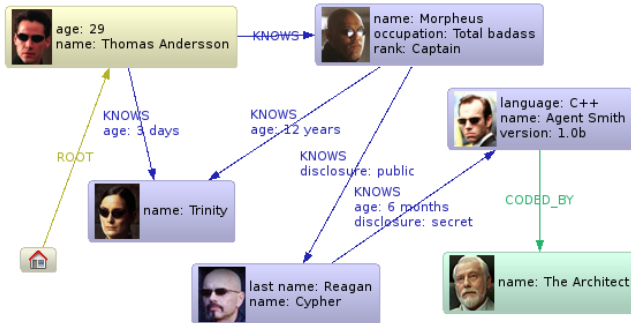 age: 29
name: Thomas Andersson
KNOWS
name: Morpheus
occupation: Total badass
rank: Captain
language: C++
name: Agent Smith
version: 1.0b
KNOWS
age: 3 days
KNOWS
age: 12 years
ROOT
KNOWS
disclosure: public
KNOWS
age: 6 months
disclosure: secret
CODED_BY
name: Trinity
last name: Reagan
name: Cypher
name: The Architect